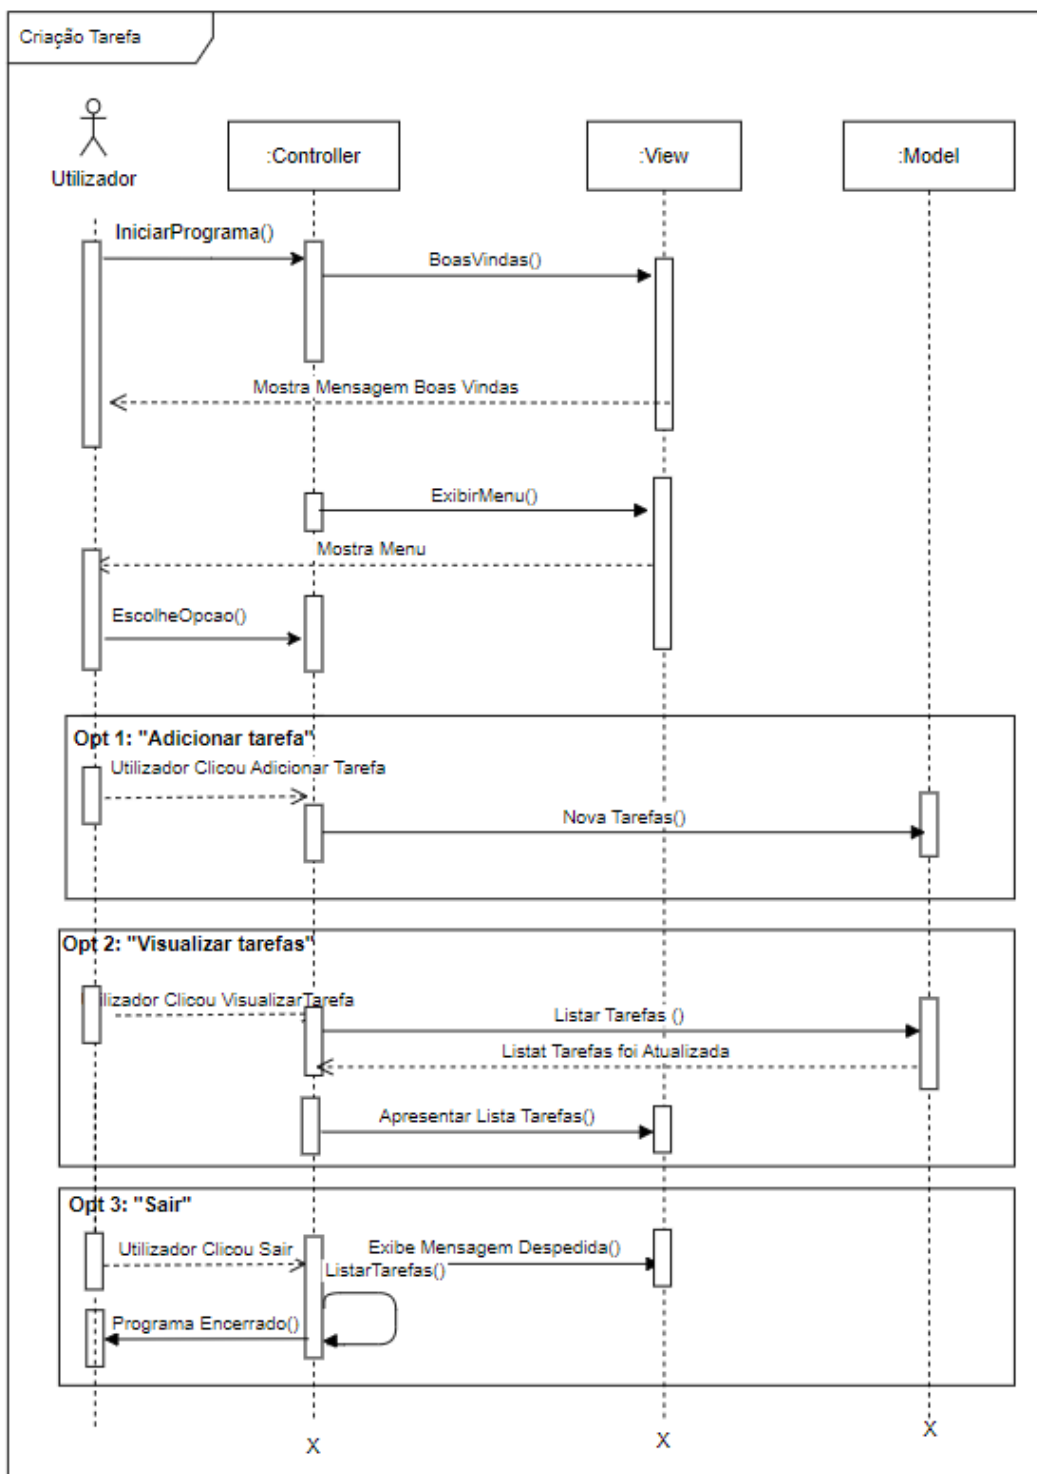 Criação Tarefa
Utilizador
:Controller
:View
:Model
IniciarPrograma()
BoasVindas()
Mostra Mensagem Boas Vindas
ExibirMenu()
Mostra Menu
EscolheOpcao()
Opt 1: "Adicionar tarefa"
Utilizador Clicou Adicionar Tarefa
Nova Tarefas()
Opt 2: "Visualizar tarefas"
Utilizador Clicou VisualizarTarefa
Listar Tarefas ()
Listat Tarefas foi Atualizada
Apresentar Lista Tarefas()
Opt 3: "Sair"
Utilizador Clicou Sair
Exibe Mensagem Despedida()
ListarTarefas()
Programa Encerrado()
X
X
X